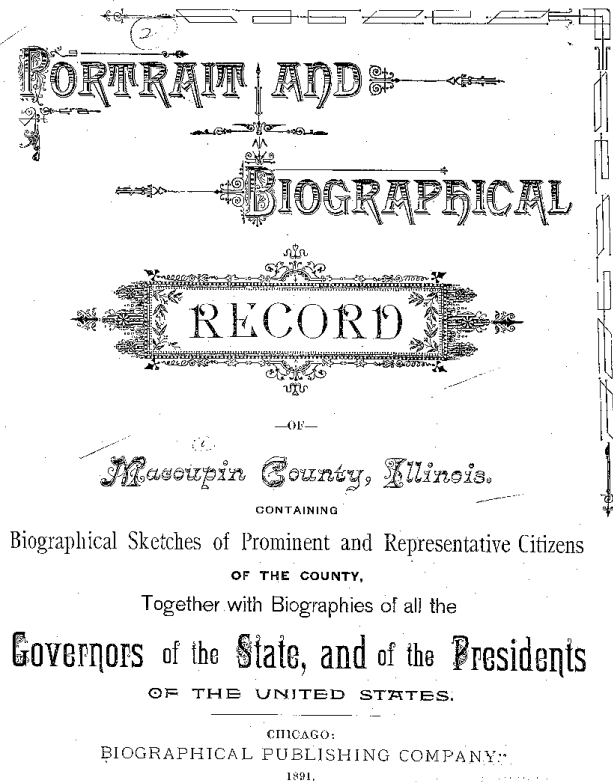 2
PORTRAIT AND
BIOGRAPHICAL
RECORD
—OF—
Macoupin County, Illinois.
CONTAINING
Biographical Sketches of Prominent and Representative Citizens
OF THE COUNTY,
Together with Biographies of all the
Governors of the State, and of the Presidents
OF THE UNITED STATES.
CHICAGO:
BIOGRAPHICAL PUBLISHING COMPANY.
1891.